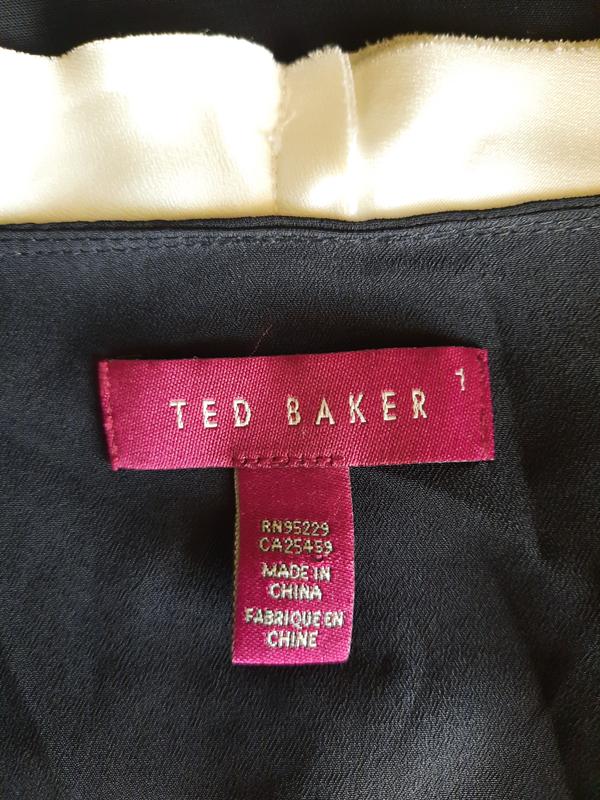 TED BAKER 1
RN95229
CA25459
MADE IN
CHINA
FABRIQUE EN
CHINE